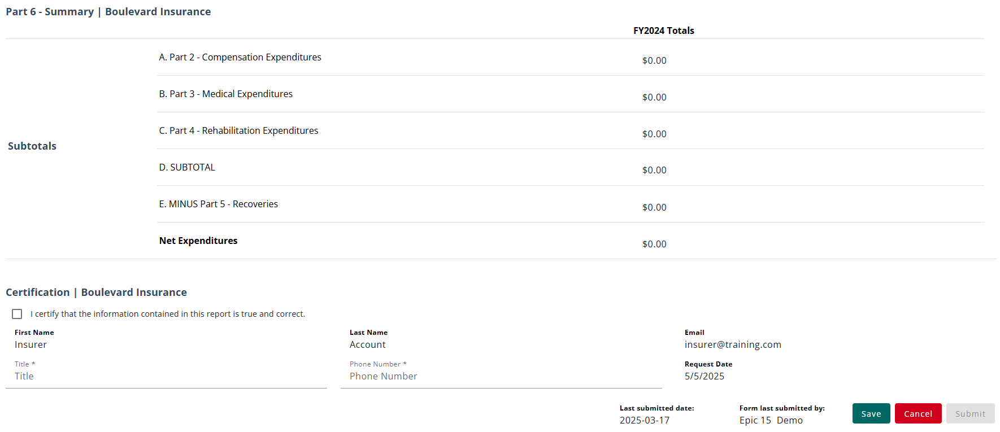 Part 6 - Summary | Boulevard Insurance
FY2024 Totals
Subtotals
A. Part 2 - Compensation Expenditures
$0.00
B. Part 3 - Medical Expenditures
$0.00
C. Part 4 - Rehabilitation Expenditures
$0.00
D. SUBTOTAL
$0.00
E. MINUS Part 5 - Recoveries
$0.00
Net Expenditures
$0.00
Certification | Boulevard Insurance
I certify that the information contained in this report is true and correct.
First Name
Insurer
Last Name
Account
Email
insurer@training.com
Title *
Title
Phone Number *
Phone Number
Request Date
5/5/2025
Last submitted date:
2025-03-17
Form last submitted by:
Epic 15 Demo
Save
Cancel
Submit